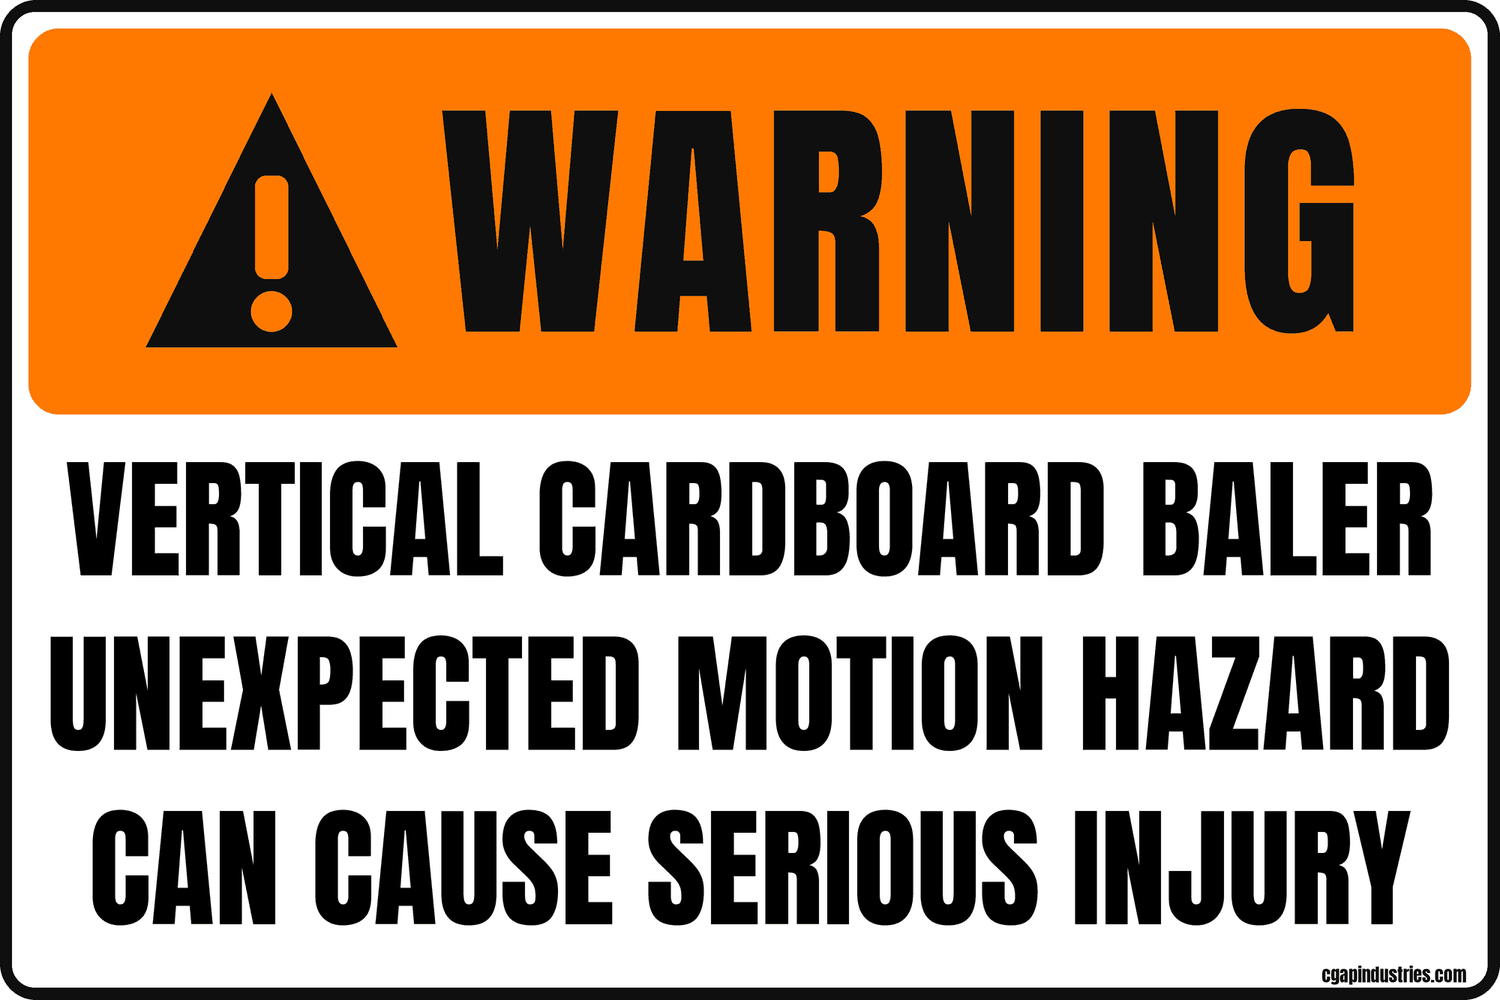 WARNING
VERTICAL CARDBOARD BALER
UNEXPECTED MOTION HAZARD
CAN CAUSE SERIOUS INJURY
cgapindustries.com